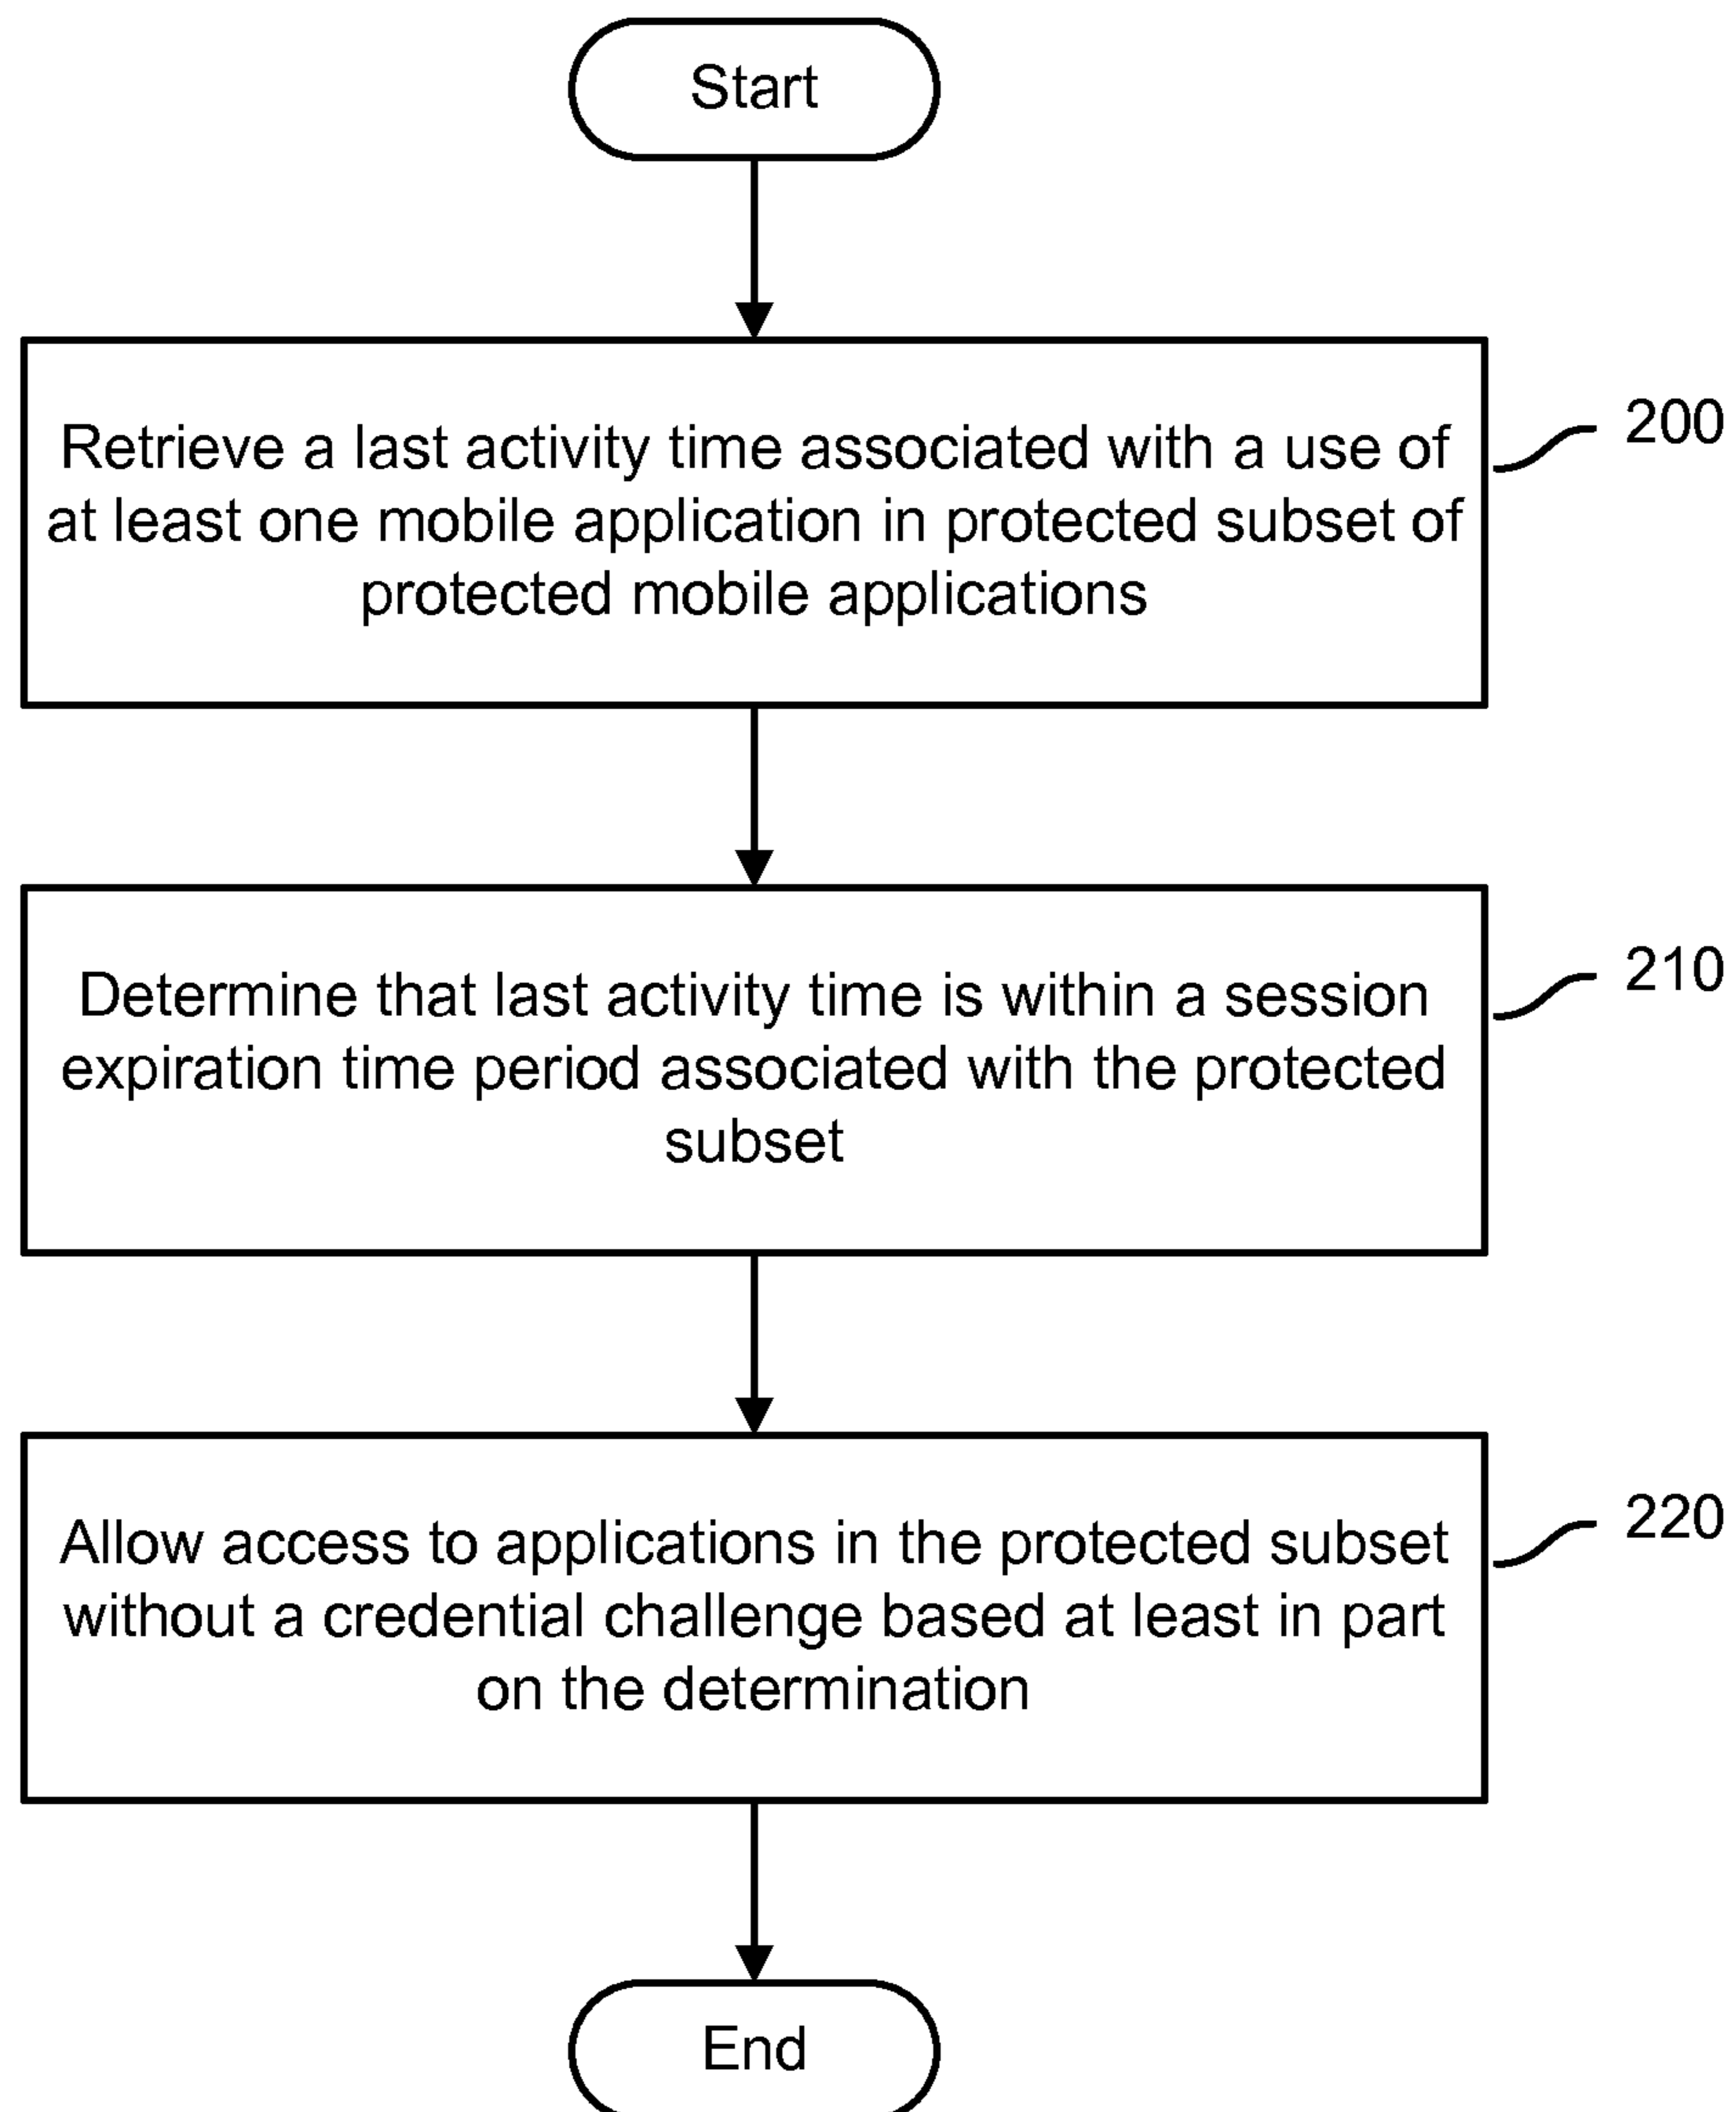 Start
Retrieve a last activity time associated with a use of
at least one mobile application in protected subset of
protected mobile applications
200
Determine that last activity time is within a session
expiration time period associated with the protected
subset
210
Allow access to applications in the protected subset
without a credential challenge based at least in part
on the determination
220
End